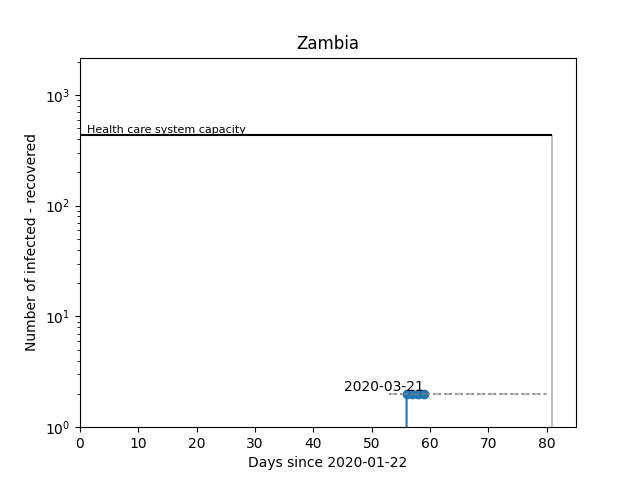 Zambia
Number of infected - recovered
10³
10²
10¹
10⁰
Health care system capacity
2020-03-21
0 10 20 30 40 50 60 70 80
Days since 2020-01-22